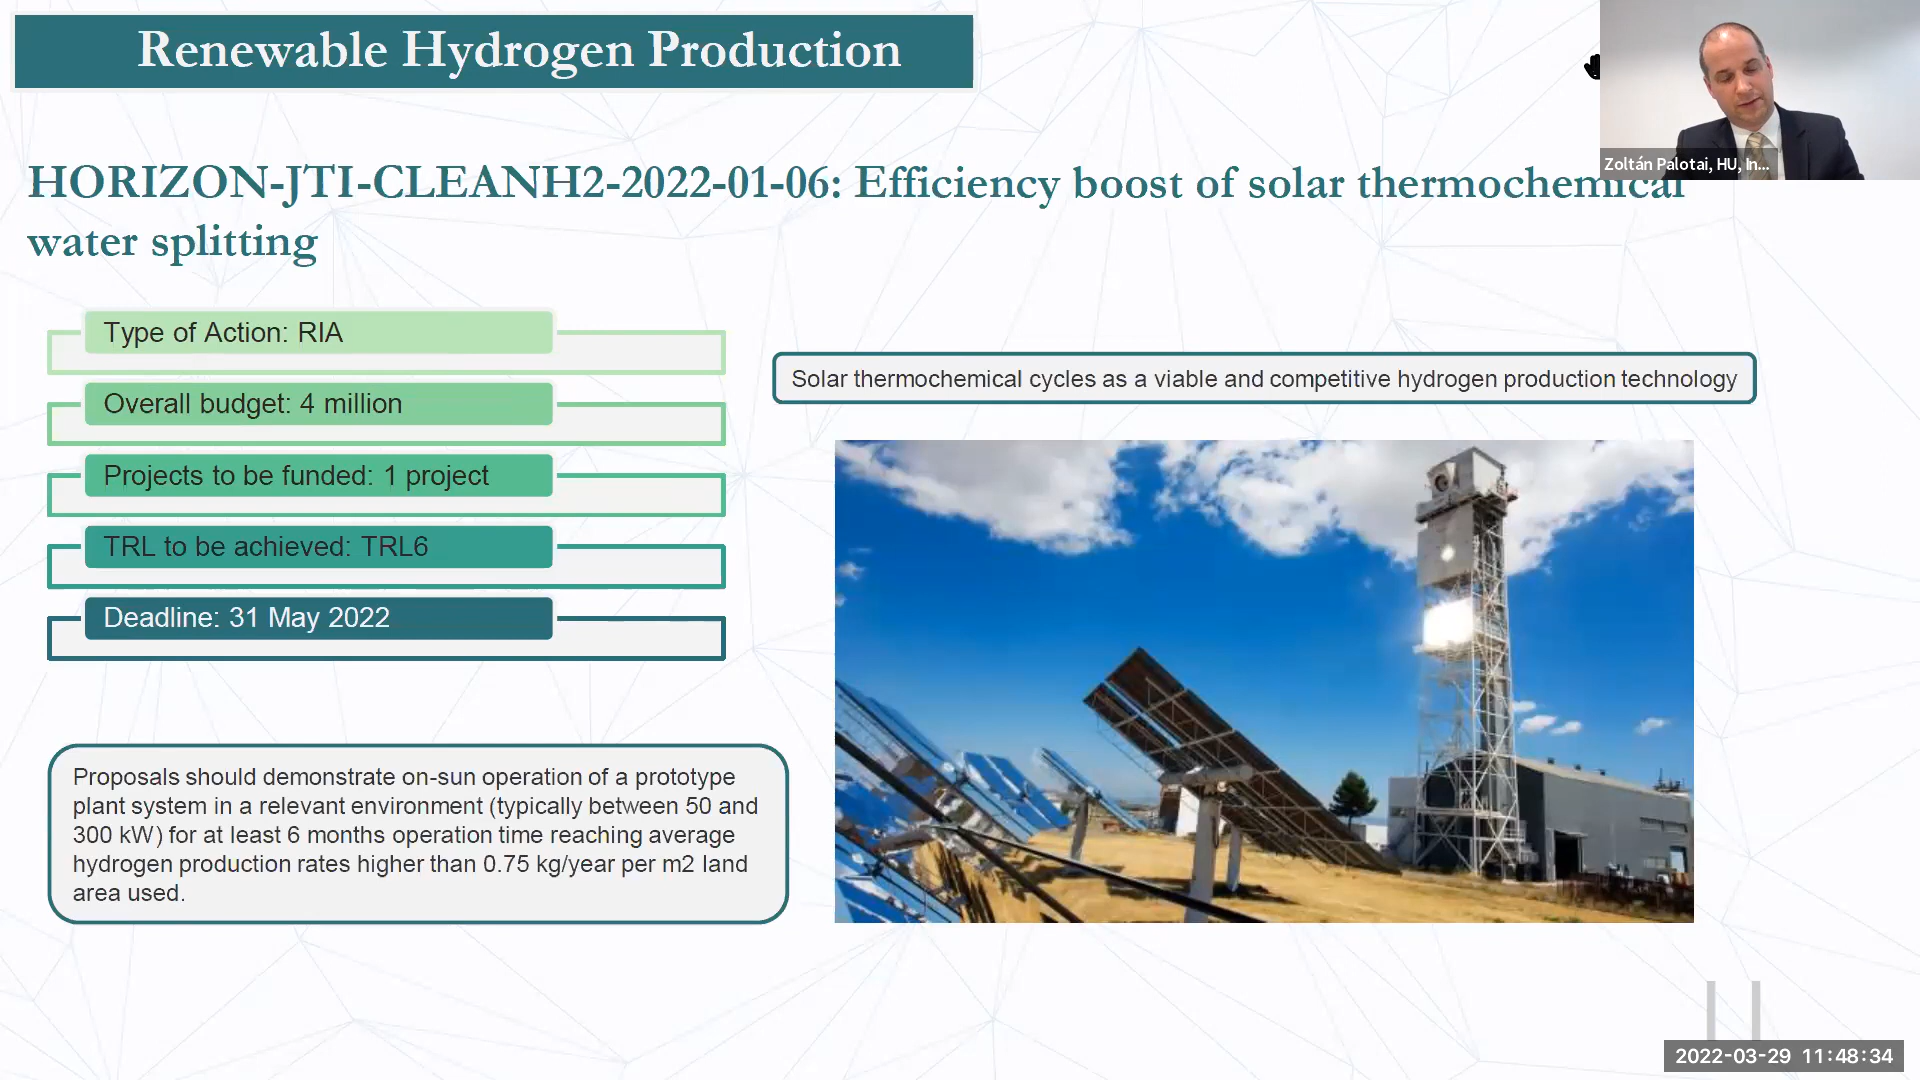 Renewable Hydrogen Production
Zoltán Palotai, HU, In...
HORIZON-JTI-CLEANH2-2022-01-06: Efficiency boost of solar thermochemical
water splitting
Type of Action: RIA
Overall budget: 4 million
Projects to be funded: 1 project
TRL to be achieved: TRL6
Deadline: 31 May 2022
Solar thermochemical cycles as a viable and competitive hydrogen production technology
Proposals should demonstrate on-sun operation of a prototype
plant system in a relevant environment (typically between 50 and
300 kW) for at least 6 months operation time reaching average
hydrogen production rates higher than 0.75 kg/year per m2 land
area used.
2022-03-29 11:48:34